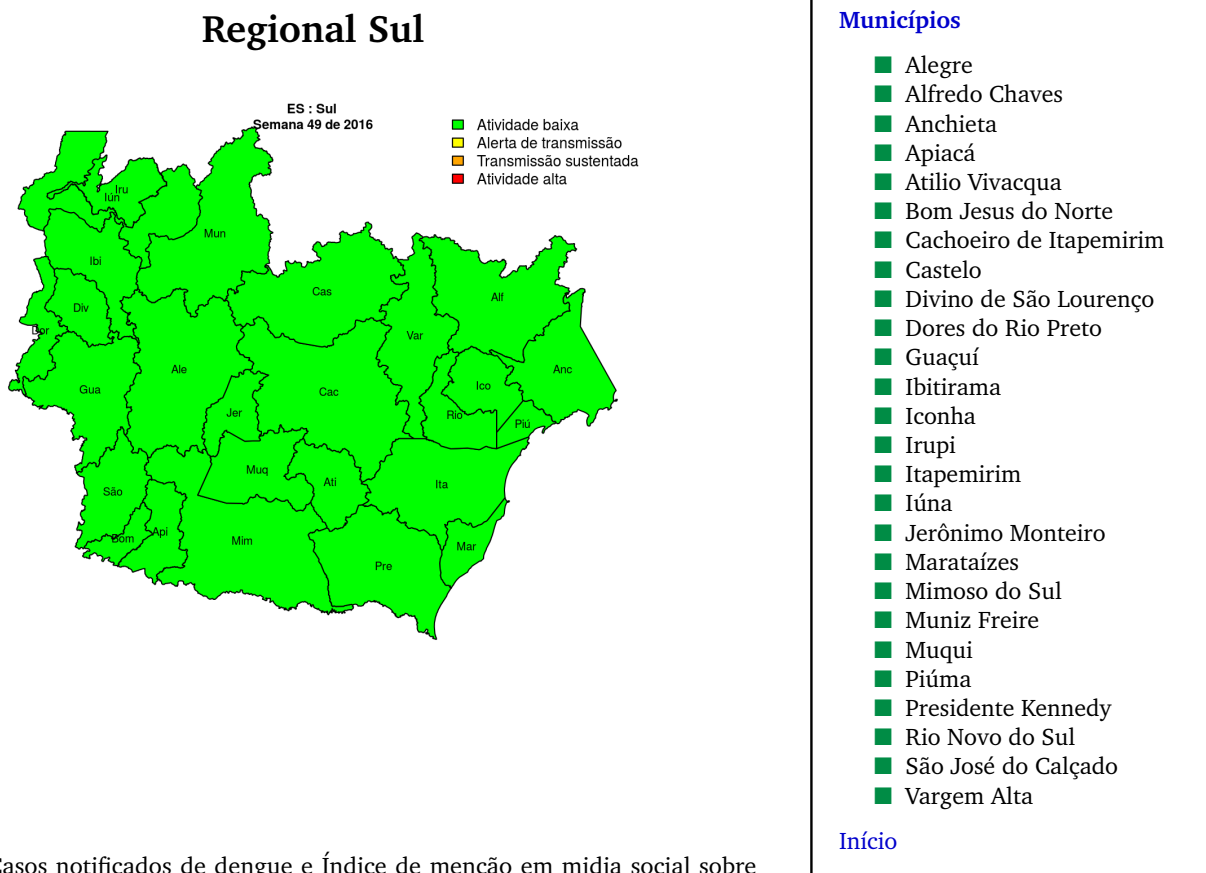 Regional Sul
ES : Sul
Semana 49 de 2016
Atividade baixa
Alerta de transmissão
Transmissão sustentada
Atividade alta
Iru
Iún
Mun
Ibi
Cas
Alf
Div
Dor
Var
Ale
Anc
Gua
Cac
Ico
Jer
Rio
Piú
Muq
Ati
Ita
São
Api
Bom
Mim
Mar
Pre
Casos notificados de dengue e Índice de menção em midia social sobre
Municípios
Alegre
Alfredo Chaves
Anchieta
Apiacá
Atilio Vivacqua
Bom Jesus do Norte
Cachoeiro de Itapemirim
Castelo
Divino de São Lourenço
Dores do Rio Preto
Guaçuí
Ibitirama
Iconha
Irupi
Itapemirim
Iúna
Jerônimo Monteiro
Marataízes
Mimoso do Sul
Muniz Freire
Muqui
Piúma
Presidente Kennedy
Rio Novo do Sul
São José do Calçado
Vargem Alta
Início